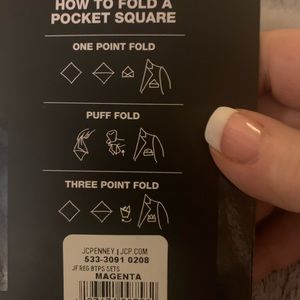 HOW TO FOLD A
POCKET SQUARE
ONE POINT FOLD
PUFF FOLD
THREE POINT FOLD
JCPENNEY. | JCP.COM
533-3091 0208
JF REG BTPS SETS
MAGENTA